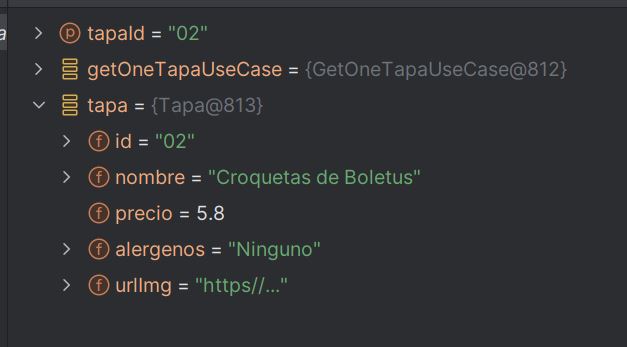 tapaId = "02"
getOneTapaUseCase = {GetOneTapaUseCase@812}
tapa = {Tapa@813}
id = "02"
nombre = "Croquetas de Boletus"
precio = 5.8
alergenos = "Ninguno"
urlImg = "https//..."